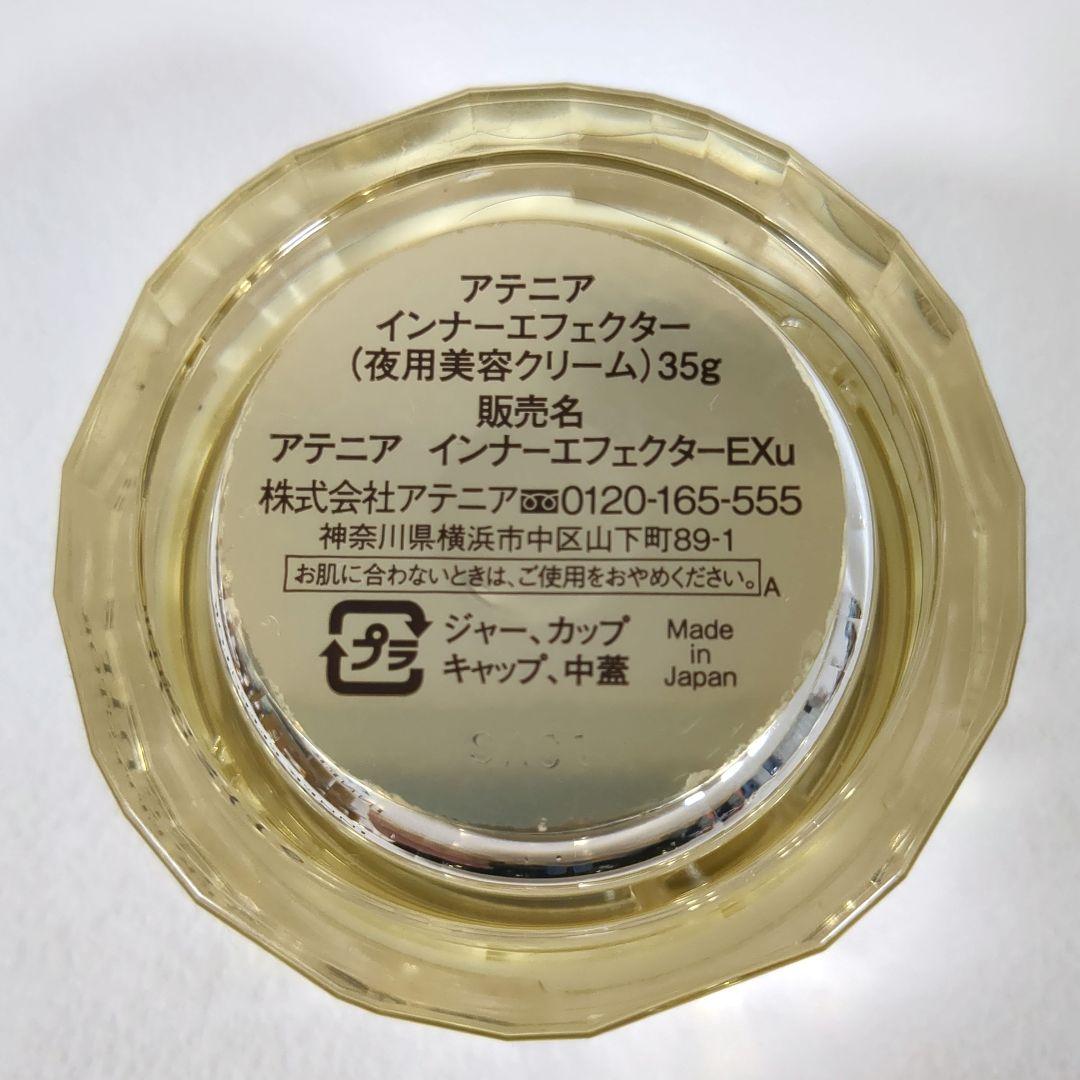 アテニア
インナーエフェクター
(夜用美容クリーム)35g
販売名
アテニア インナーエフェクターEXu
株式会社アテニア 0120-165-555
神奈川県横浜市中区山下町89-1
お肌に合わないときは、ご使用をおやめください。A
プラ ジャー、カップ
キャップ、中蓋
Made
in
Japan